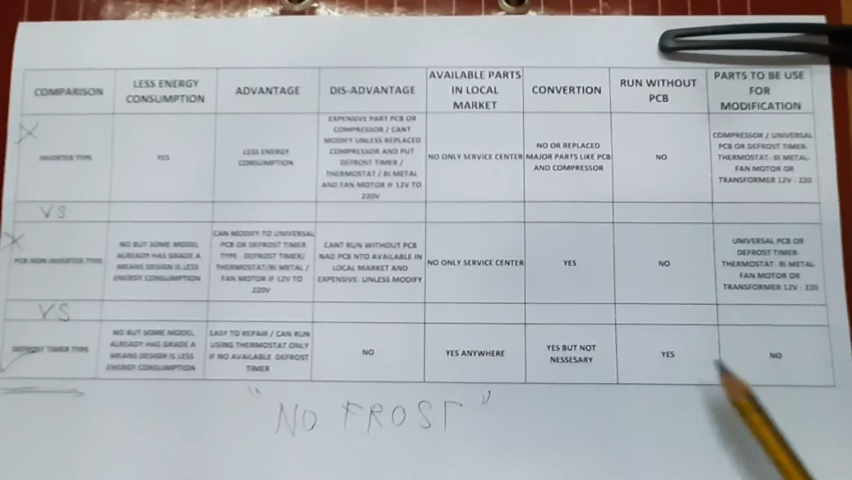 COMPARISON
LESS ENERGY
CONSUMPTION
ADVANTAGE
DIS-ADVANTAGE
AVAILABLE PARTS
IN LOCAL
MARKET
CONVERTION
RUN WITHOUT
PCB
PARTS TO BE USE
FOR
MODIFICATION
INVERTER TYPE
YES
LESS ENERGY
CONSUMPTION
EXPENSIVE PART PCB OR
COMPRESSOR / CANT
MODIFY UNLESS REPLACED
COMPRESSOR AND PUT
DEFROST TIMER /
THERMOSTAT / BI METAL
AND FAN MOTOR IF 12V TO
220V
NO ONLY SERVICE CENTER
NO OR REPLACED
MAJOR PARTS LIKE PCB
AND COMPRESSOR
NO
COMPRESSOR / UNIVERSAL
PCB OR DEFROST TIMER-
THERMOSTAT- BI METAL-
FAN MOTOR OR
TRANSFORMER 12V - 220
VS
PCB NON INVERTER TYPE
NO BUT SOME MODEL
ALREADY HAS GRADE A
MEANS DESIGN IS LESS
ENERGY CONSUMPTION
CAN MODIFY TO UNIVERSAL
PCB OR DEFROST TIMER
TYPE - DEFROST TIMER/
THERMOSTAT/BI METAL /
FAN MOTOR IF 12V TO
220V
CANT RUN WITHOUT PCB
NAD PCB NTO AVAILABLE IN
LOCAL MARKET AND
EXPENSIVE UNLESS MODIFY
NO ONLY SERVICE CENTER
YES
NO
UNIVERSAL PCB OR
DEFROST TIMER-
THERMOSTAT- BI METAL-
FAN MOTOR OR
TRANSFORMER 12V - 220
VS
DEFROST TIMER TYPE
NO BUT SOME MODEL
ALREADY HAS GRADE A
MEANS DESIGN IS LESS
ENERGY CONSUMPTION
EASY TO REPAIR / CAN RUN
USING THERMOSTAT ONLY
IF NO AVAILABLE DEFROST
TIMER
NO
YES ANYWHERE
YES BUT NOT
NESSESARY
YES
NO
"NO FROST"